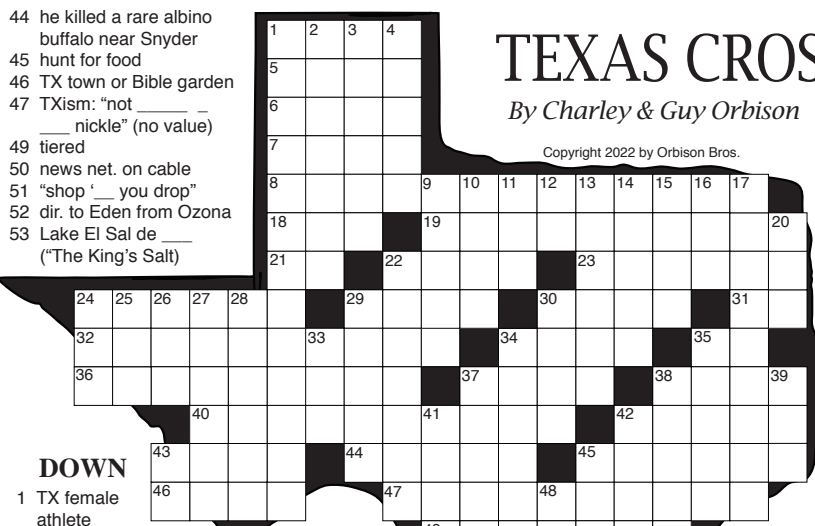 44 he killed a rare albino
buffalo near Snyder
45 hunt for food
46 TX town or Bible garden
47 TXism: “not _____ _
___ nickle” (no value)
49 tiered
50 news net. on cable
51 “shop ‘__ you drop”
52 dir. to Eden from Ozona
53 Lake El Sal de ___
(“The King’s Salt)
TEXAS CROS
By Charley & Guy Orbison
Copyright 2022 by Orbison Bros.
1 2 3 4
5
6
7
8 9 10 11 12 13 14 15 16 17
18 19 20
21 22 23
24 25 26 27 28 29 30 31
32 33 34 35
36 37 38 39
40 41 42
43 44 45
46 47 48
DOWN
1 TX female
athlete